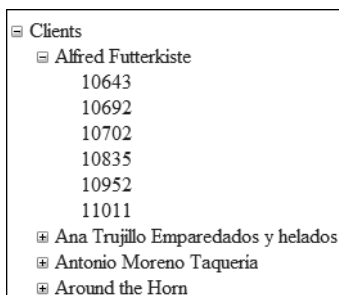 Clients
Alfred Futterkiste
10643
10692
10702
10835
10952
11011
Ana Trujillo Emparedados y helados
Antonio Moreno Taquería
Around the Horn